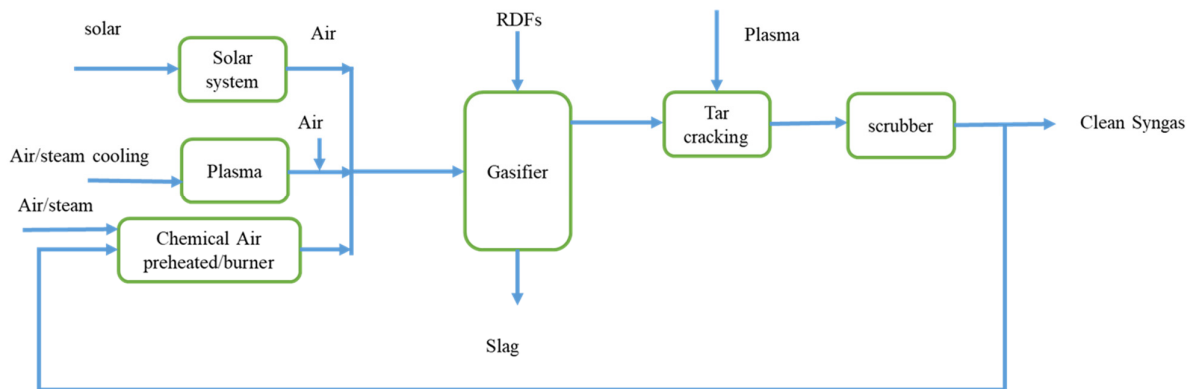 solar
Solar
system
Air
Air
Air/steam cooling
Plasma
Air/steam
Chemical Air
preheated/burner
RDFs
Gasifier
Slag
Plasma
Tar
cracking
scrubber
Clean Syngas